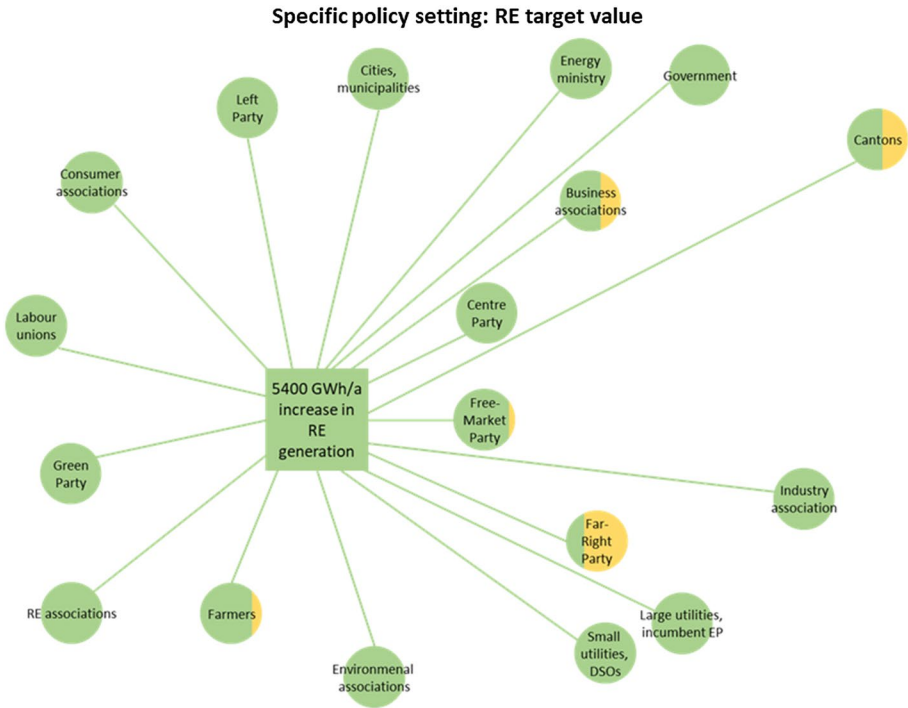 Specific policy setting: RE target value
Cities,
municipalities
Energy
ministry
Government
Left
Party
Cantons
Consumer
associations
Business
associations
Centre
Party
Labour
unions
5400 GWh/a
increase in
RE
generation
Free-
Market
Party
Green
Party
Industry
association
Far-
Right
Party
RE associations
Farmers
Large utilities,
incumbent EP
Small
utilities,
DSOs
Environmenal
associations